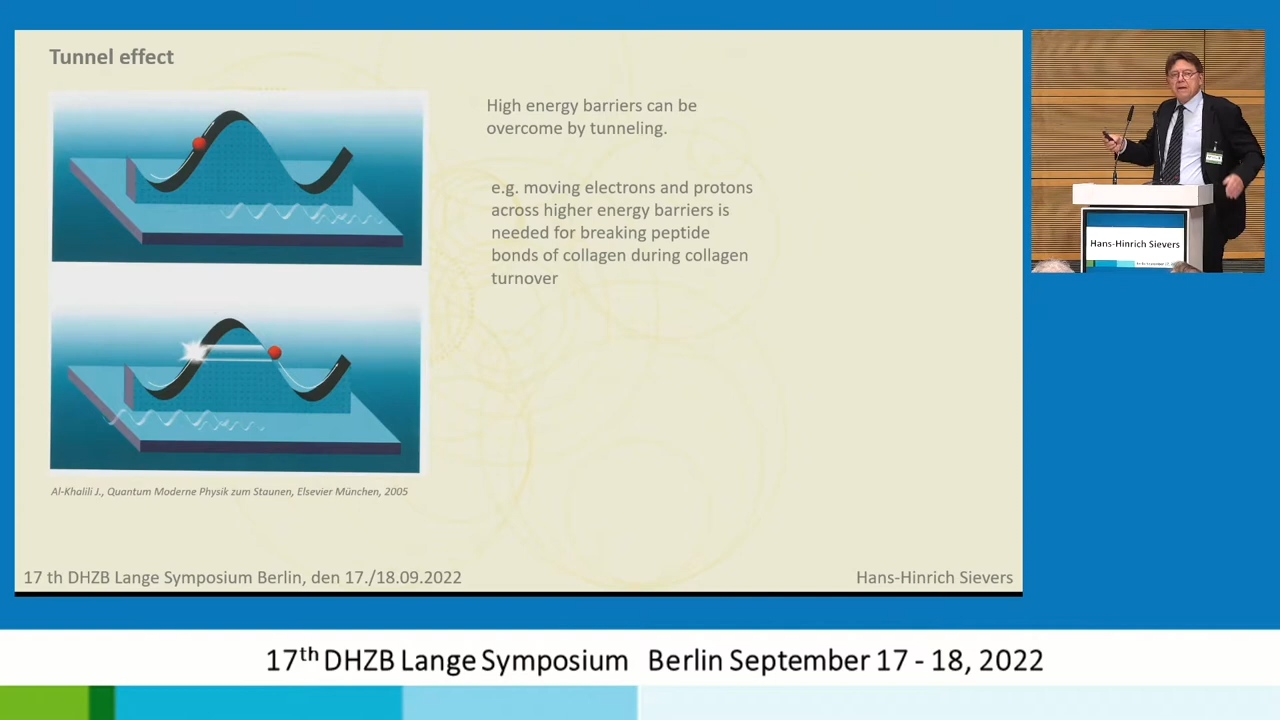 Tunnel effect
High energy barriers can be
overcome by tunneling.
e.g. moving electrons and protons
across higher energy barriers is
needed for breaking peptide
bonds of collagen during collagen
turnover
Al-Khalili J., Quantum Moderne Physik zum Staunen, Elsevier München, 2005
17 th DHZB Lange Symposium Berlin, den 17./18.09.2022
Hans-Hinrich Sievers
Hans-Hinrich Sievers
17th DHZB Lange Symposium Berlin September 17 - 18, 2022